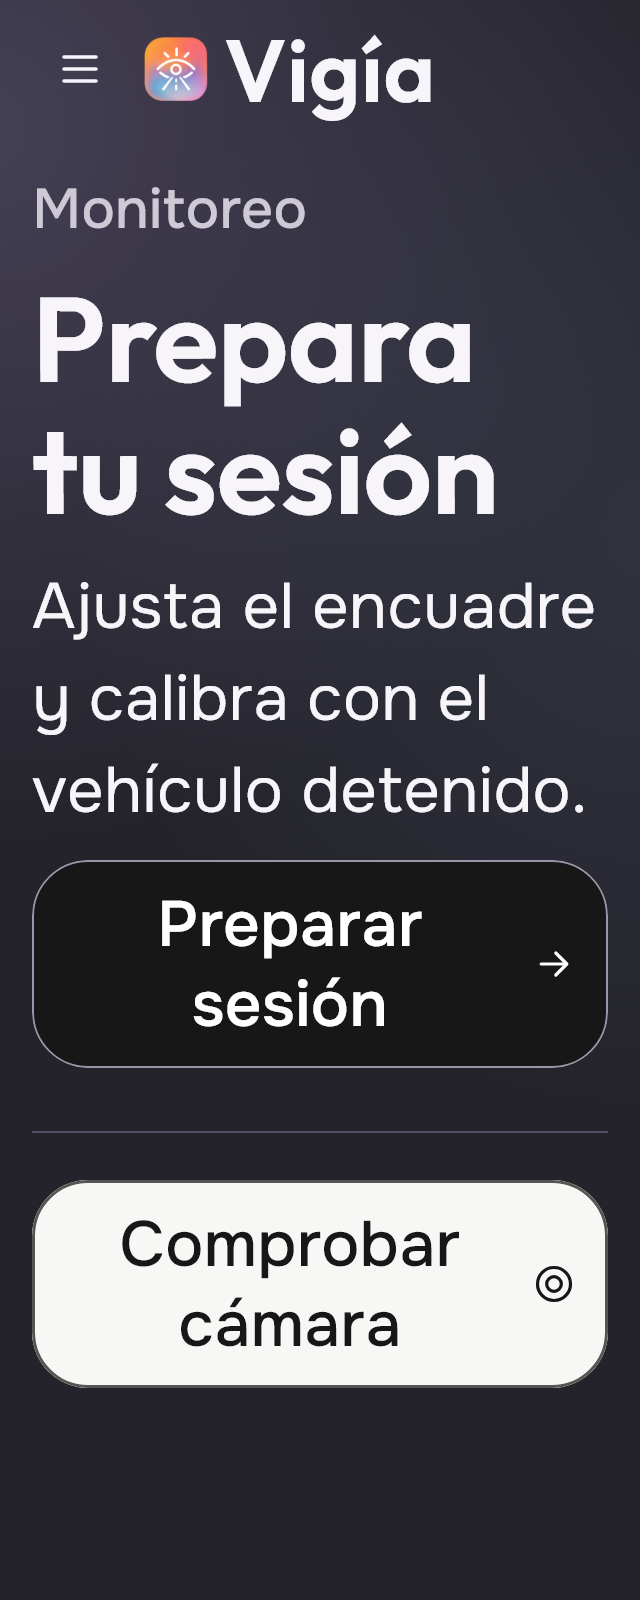 Vigía
Monitoreo
Prepara
tu sesión
Ajusta el encuadre
y calibra con el
vehículo detenido.
Preparar
sesión
Comprobar
cámara